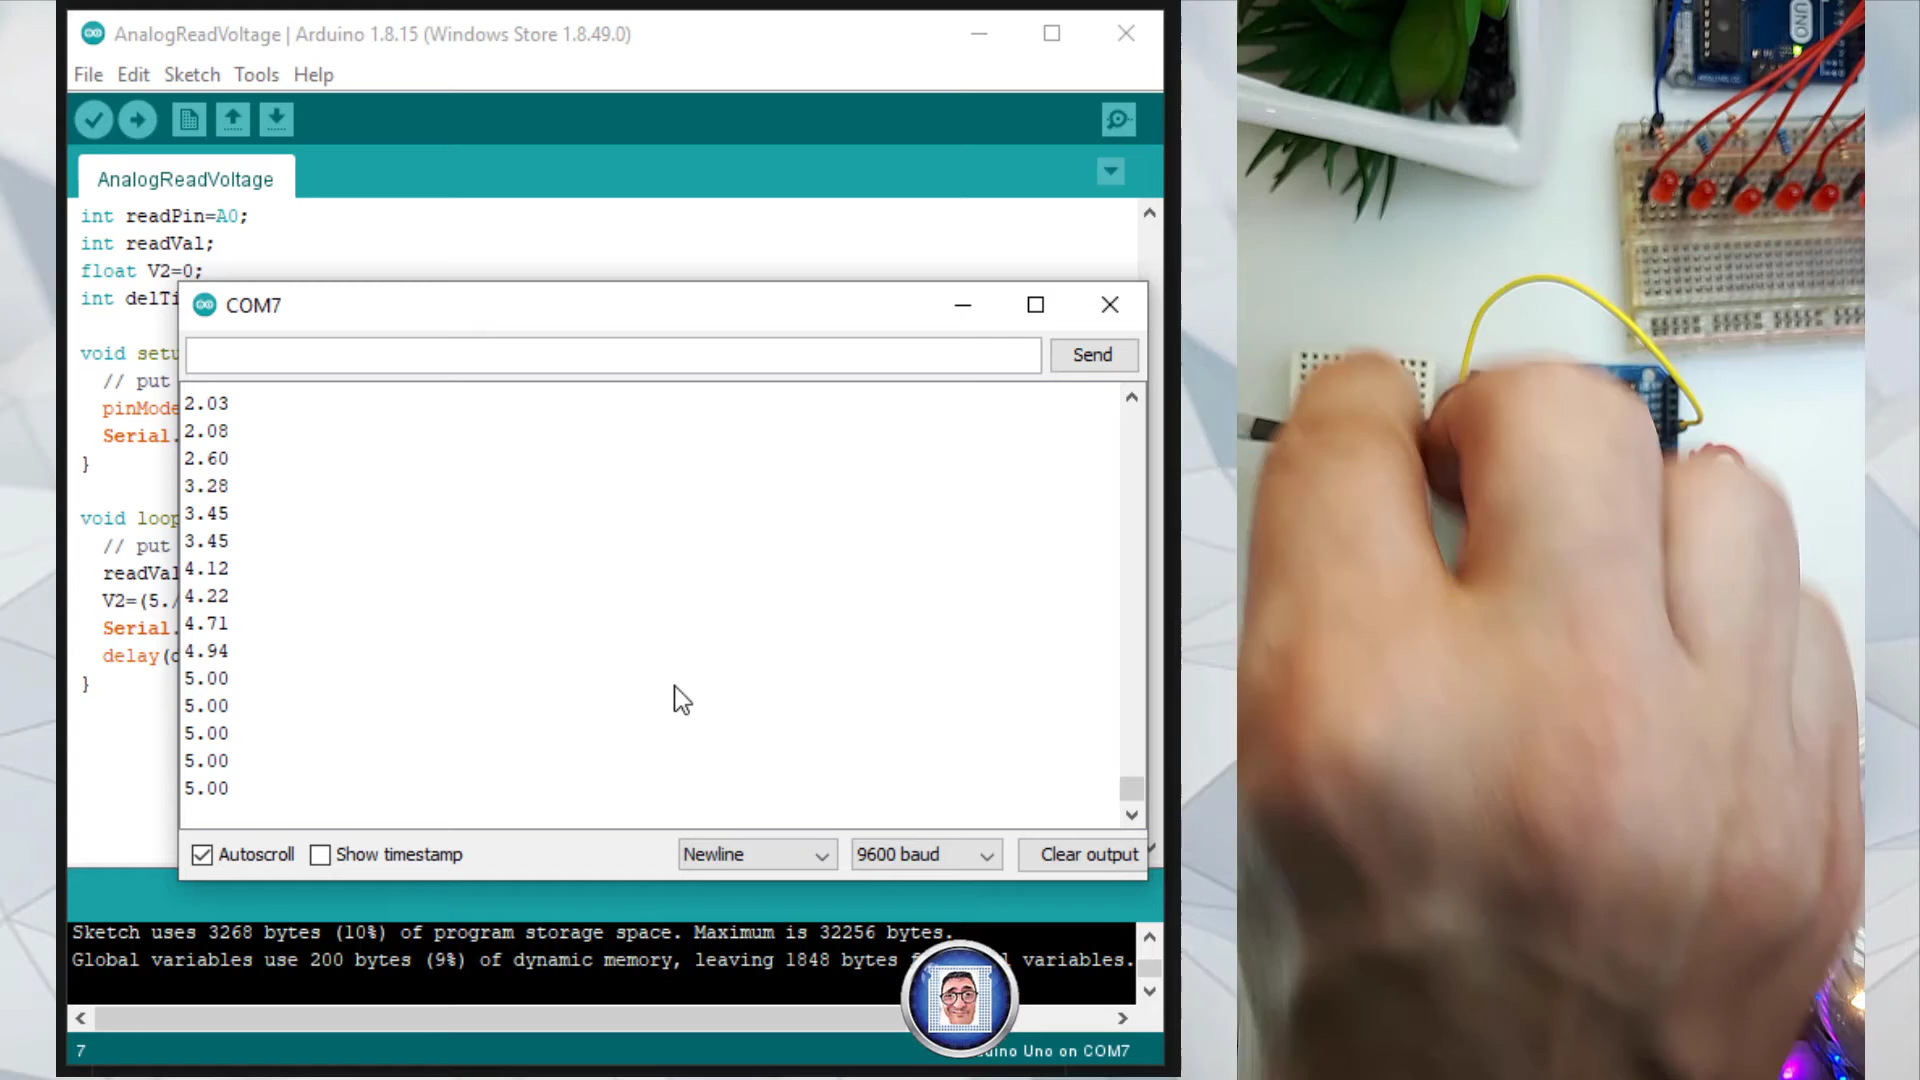 AnalogReadVoltage | Arduino 1.8.15 (Windows Store 1.8.49.0)
File Edit Sketch Tools Help
AnalogReadVoltage
int readPin=A0;
int readVal;
float V2=0;
int delTi
COM7
Send
void setu
// put
pinMode
Serial.
}
void loop
// put
readVal
V2=(5./
Serial.
delay(
}
2.03
2.08
2.60
3.28
3.45
3.45
4.12
4.22
4.71
4.94
5.00
5.00
5.00
5.00
5.00
Autoscroll Show timestamp Newline 9600 baud Clear output
Sketch uses 3268 bytes (10%) of program storage space. Maximum is 32256 bytes.
Global variables use 200 bytes (9%) of dynamic memory, leaving 1848 bytes variables.
7
Uno on COM7
UNO